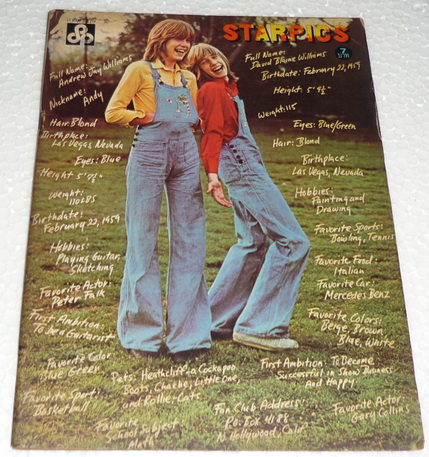 STARPICS
Full Name:
Andrew Jay Williams
Nickname:
Andy
Hair: Blond
Birthplace:
Las Vegas, Nevada
Eyes: Blue
Height: 5' 7½"
Weight:
110 LBS
Birthdate:
February 22, 1959
Hobbies:
Playing Guitar,
Sketching
Favorite Actor:
Peter Falk
First Ambition:
To be a Guitarist
Favorite Color:
Blue Green
Favorite Sport:
Basketball
Favorite
School Subject:
Math
Pets: Heathcliff-a Cockapoo
Boots, Chaebe, Little One,
and Rollie-Cats
Full Name:
David Blaine Williams
Birthdate: February 22, 1959
Height: 5' 9½"
Weight: 115
Eyes: Blue/Green
Hair: Blond
Birthplace:
Las Vegas, Nevada
Hobbies:
Painting and
Drawing
Favorite Sports:
Bowling, Tennis
Favorite Food:
Italian
Favorite Car:
Mercedes Benz
Favorite Colors:
Beige, Brown
Blue, White
First Ambition: To Become
Successful in Show Business
And Happy
Fan Club Address:
P.O. Box 4188
N. Hollywood, Calif.
Favorite Actor:
Gary Collins